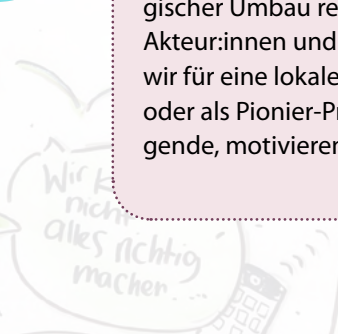 gischer Umbau re
Akteur:innen und
wir für eine lokale
oder als Pionier-Pr
gende, motivieren
Wir k
nicht
alles richtig
machen ...